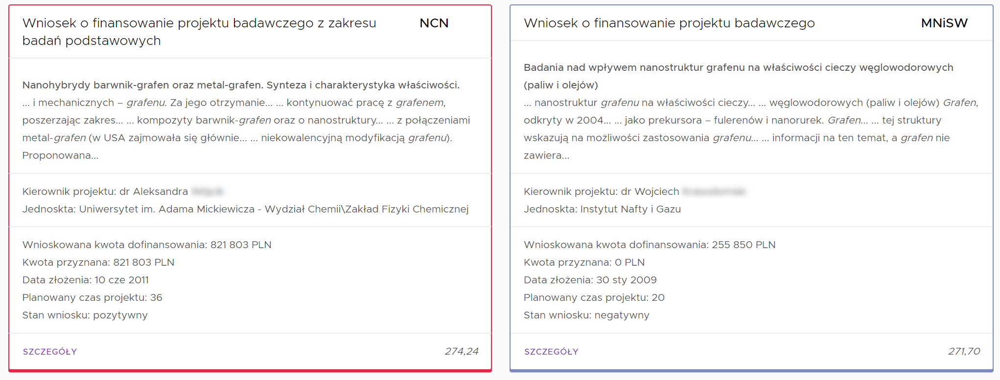 Wniosek o finansowanie projektu badawczego z zakresu badań podstawowych NCN
Nanohybrydy barwnik-grafen oraz metal-grafen. Synteza i charakterystyka właściwości.
... i mechanicznych – grafenu. Za jego otrzymanie... ... kontynuować pracę z grafenem,
poszerzając zakres... ... kompozyty barwnik-grafen oraz o nanostruktury... ... z połączeniami
metal-grafen (w USA zajmowała się głównie... ... niekowalencyjną modyfikacją grafenu).
Proponowana...
Kierownik projektu: dr Aleksandra
Jednoskta: Uniwersytet im. Adama Mickiewicza - Wydział Chemii\Zakład Fizyki Chemicznej
Wnioskowana kwota dofinansowania: 821 803 PLN
Kwota przyznana: 821 803 PLN
Data złożenia: 10 cze 2011
Planowany czas projektu: 36
Stan wniosku: pozytywny
SZCZEGÓŁY 274,24
Wniosek o finansowanie projektu badawczego MNiSW
Badania nad wpływem nanostruktur grafenu na właściwości cieczy węglowodorowych
(paliw i olejów)
... nanostruktur grafenu na właściwości cieczy... ... węglowodorowych (paliw i olejów) Grafen,
odkryty w 2004... ... jako prekursora – fulerenów i nanorurek. Grafen... ... tej struktury
wskazują na możliwości zastosowania grafenu... ... informacji na ten temat, a grafen nie
zawiera...
Kierownik projektu: dr Wojciech
Jednoskta: Instytut Nafty i Gazu
Wnioskowana kwota dofinansowania: 255 850 PLN
Kwota przyznana: 0 PLN
Data złożenia: 30 sty 2009
Planowany czas projektu: 20
Stan wniosku: negatywny
SZCZEGÓŁY 271,70